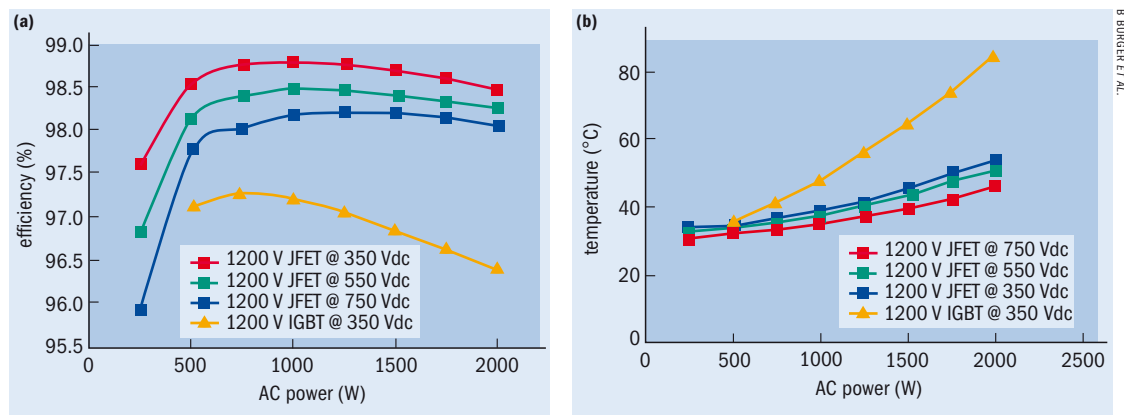 (a)
99.0
98.5
98.0
97.5
97.0
96.5
96.0
95.5
efficiency (%)
1200 V JFET @ 350 Vdc
1200 V JFET @ 550 Vdc
1200 V JFET @ 750 Vdc
1200 V IGBT @ 350 Vdc
0 500 1000 1500 2000
AC power (W)
(b)
80
60
40
20
0
temperature (°C)
1200 V JFET @ 750 Vdc
1200 V JFET @ 550 Vdc
1200 V JFET @ 350 Vdc
1200 V IGBT @ 350 Vdc
0 500 1000 1500 2000 2500
AC power (W)
B BURGER ET AL.